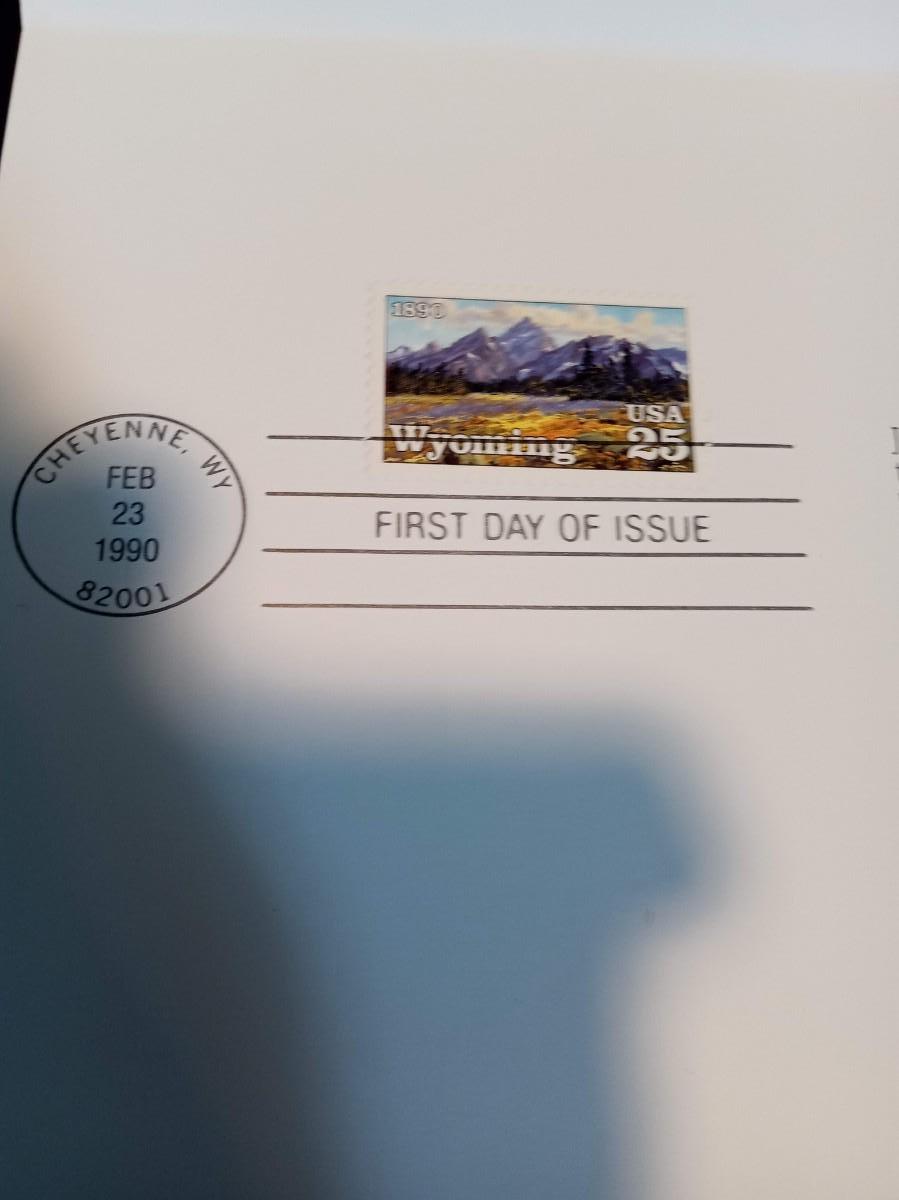 1890
USA
Wyoming 25
CHEYENNE, WY
FEB
23
1990
82001
FIRST DAY OF ISSUE